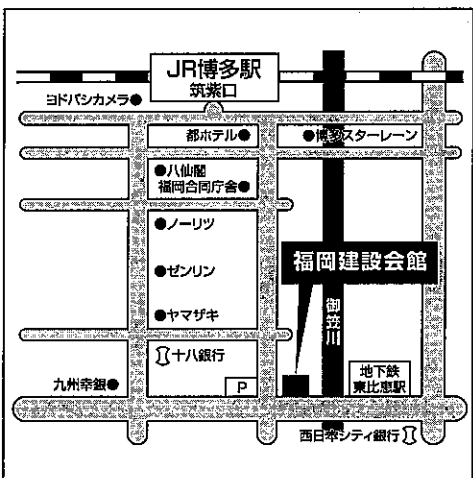 JR博多駅
筑紫口
ヨドバシカメラ●
都ホテル●
●博多スターレーン
●八仙閣
福岡合同庁舎●
●ノーリツ
福岡建設会館
●ゼンリン
御笠川
●ヤマザキ
十八銀行
九州幸銀●
P
地下鉄
東比恵駅
西日本シティ銀行